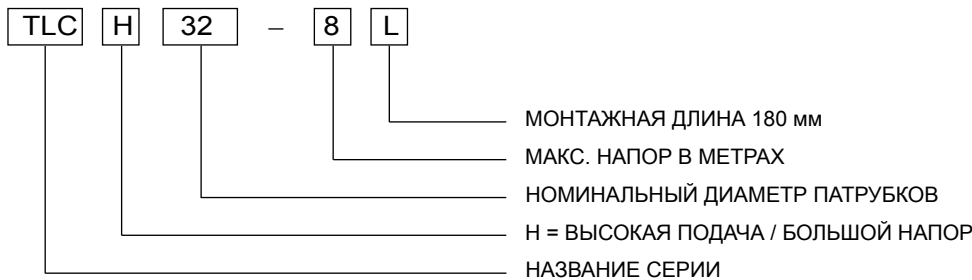 TLC H 32 – 8 L
МОНТАЖНАЯ ДЛИНА 180 мм
МАКС. НАПОР В МЕТРАХ
НОМИНАЛЬНЫЙ ДИАМЕТР ПАТРУБКОВ
H = ВЫСОКАЯ ПОДАЧА / БОЛЬШОЙ НАПОР
НАЗВАНИЕ СЕРИИ